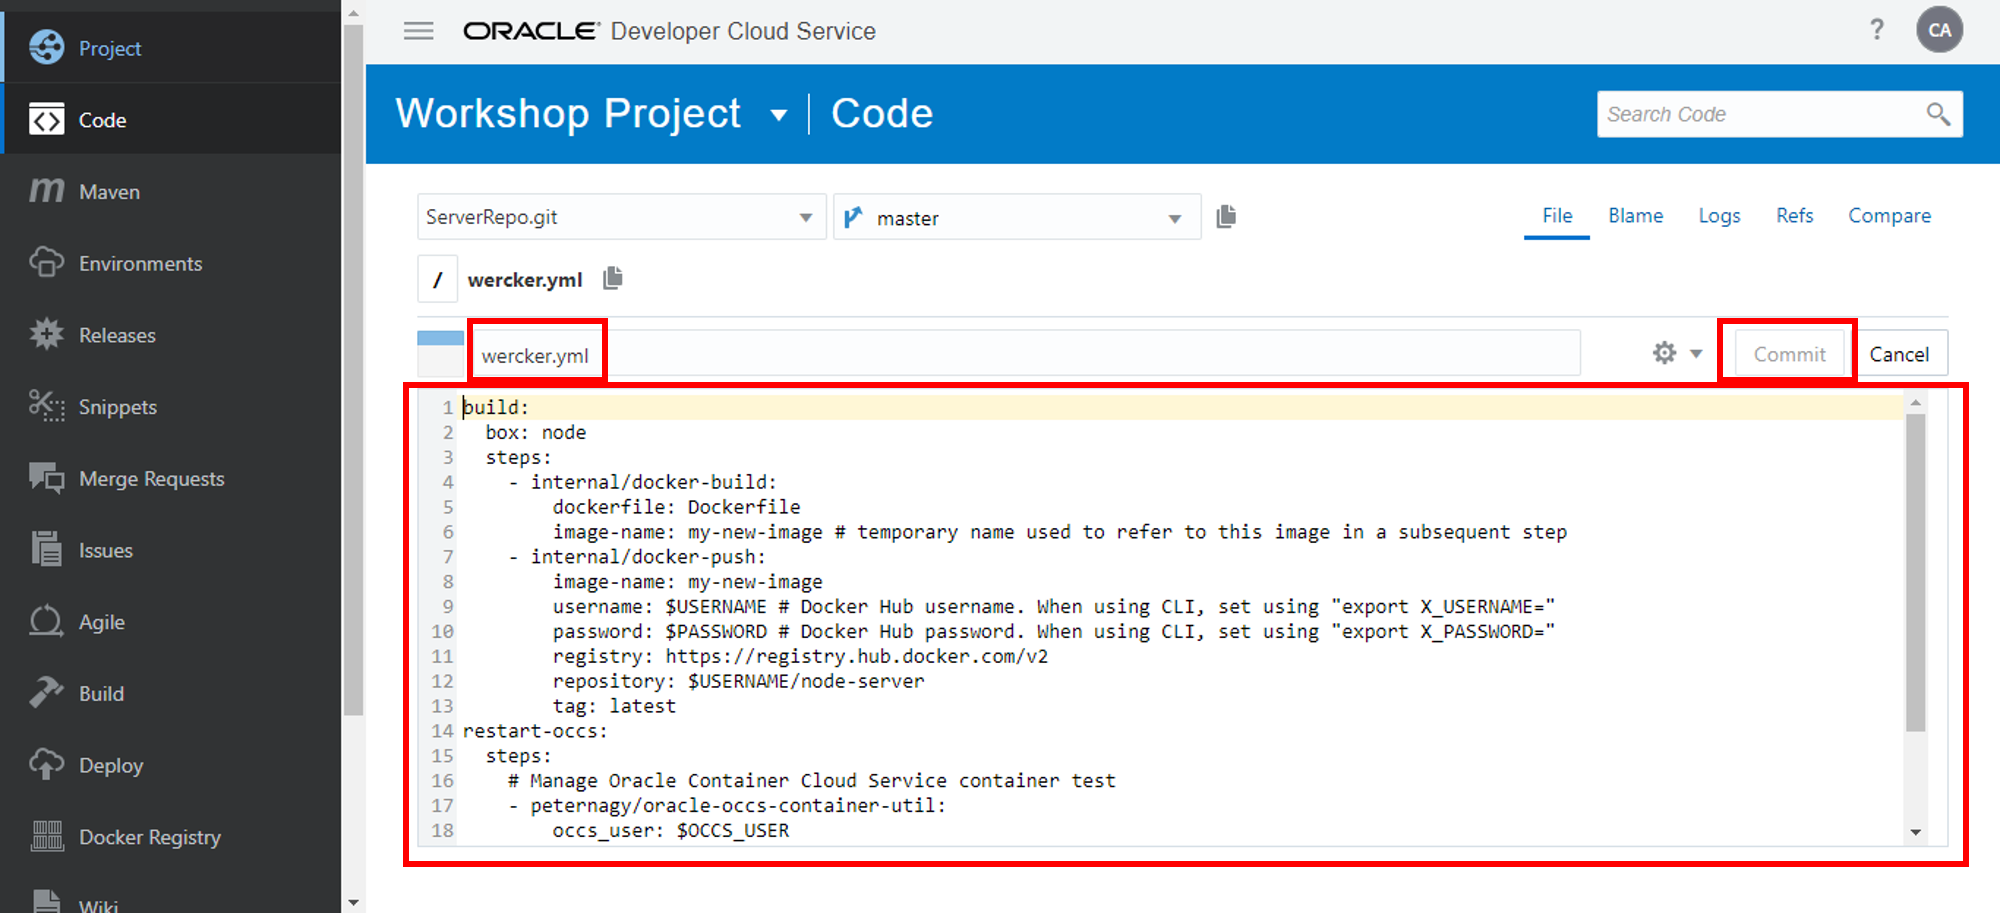 Project
Code
Maven
Environments
Releases
Snippets
Merge Requests
Issues
Agile
Build
Deploy
Docker Registry
Wiki
ORACLE® Developer Cloud Service
?
CA
Workshop Project
Code
Search Code
ServerRepo.git
master
File
Blame
Logs
Refs
Compare
/
wercker.yml
wercker.yml
Commit
Cancel
1 build:
2   box: node
3   steps:
4     - internal/docker-build:
5         dockerfile: Dockerfile
6         image-name: my-new-image # temporary name used to refer to this image in a subsequent step
7     - internal/docker-push:
8         image-name: my-new-image
9         username: $USERNAME # Docker Hub username. When using CLI, set using "export X_USERNAME="
10         password: $PASSWORD # Docker Hub password. When using CLI, set using "export X_PASSWORD="
11         registry: https://registry.hub.docker.com/v2
12         repository: $USERNAME/node-server
13         tag: latest
14 restart-occs:
15   steps:
16     # Manage Oracle Container Cloud Service container test
17     - peternagy/oracle-occs-container-util:
18         occs_user: $OCCS_USER